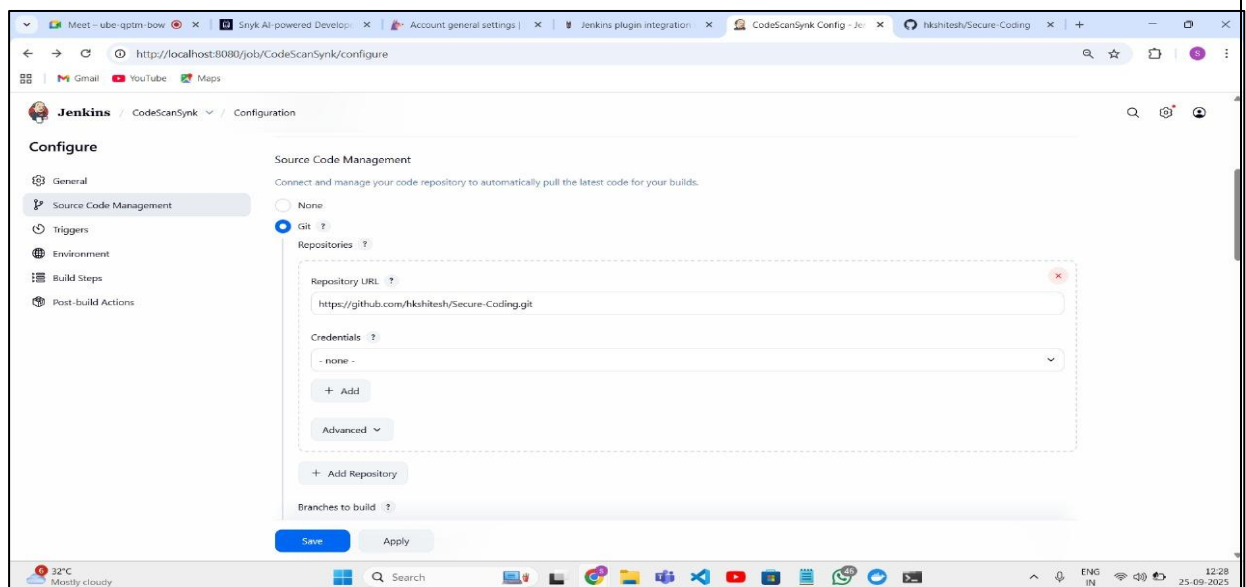 Meet – ube-qptm-bow
Snyk AI-powered Develop
Account general settings |
Jenkins plugin integration
CodeScanSynk Config - Je
hkshitesh/Secure-Coding
http://localhost:8080/job/CodeScanSynk/configure
S
Gmail
YouTube
Maps
Jenkins / CodeScanSynk / Configuration
Configure
General
Source Code Management
Triggers
Environment
Build Steps
Post-build Actions
Source Code Management
Connect and manage your code repository to automatically pull the latest code for your builds.
None
Git ?
Repositories ?
Repository URL ?
https://github.com/hkshitesh/Secure-Coding.git
Credentials ?
- none -
+ Add
Advanced
+ Add Repository
Branches to build ?
Save
Apply
6
32°C
Mostly cloudy
Search
46
ENG
IN
12:28
25-09-2025